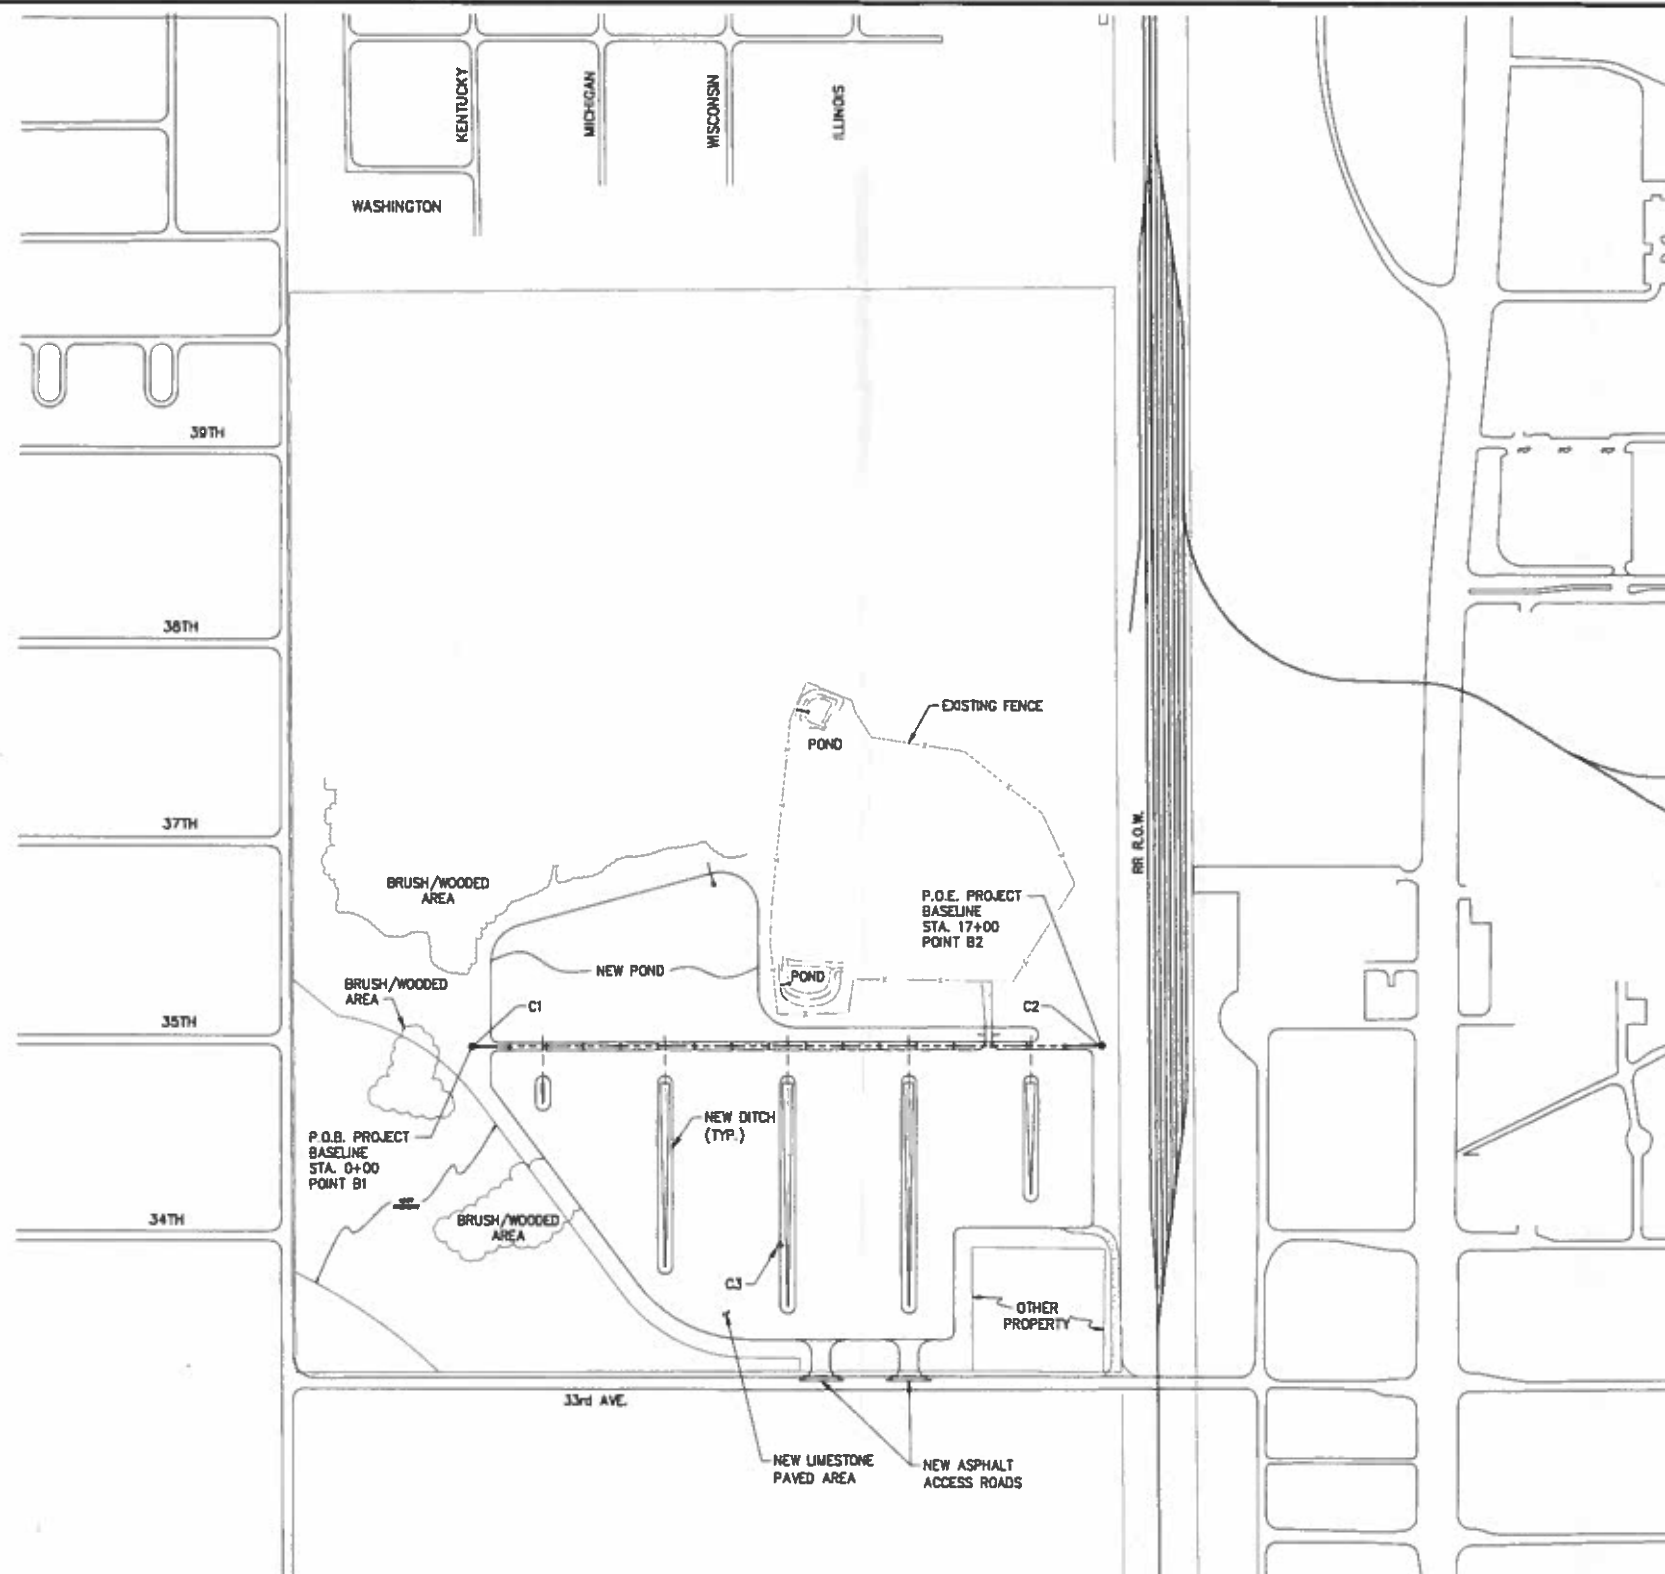 KENTUCKY
MICHIGAN
WISCONSIN
ILLINOIS
WASHINGTON
39TH
38TH
EXISTING FENCE
POND
37TH
RR R.O.W.
BRUSH/WOODED
AREA
P.O.E. PROJECT
BASELINE
STA. 17+00
POINT B2
NEW POND
POND
BRUSH/WOODED
AREA
C1
C2
35TH
NEW DITCH
(TYP.)
P.O.B. PROJECT
BASELINE
STA. 0+00
POINT B1
34TH
BRUSH/WOODED
AREA
C3
OTHER
PROPERTY
33rd AVE.
NEW LIMESTONE
PAVED AREA
NEW ASPHALT
ACCESS ROADS